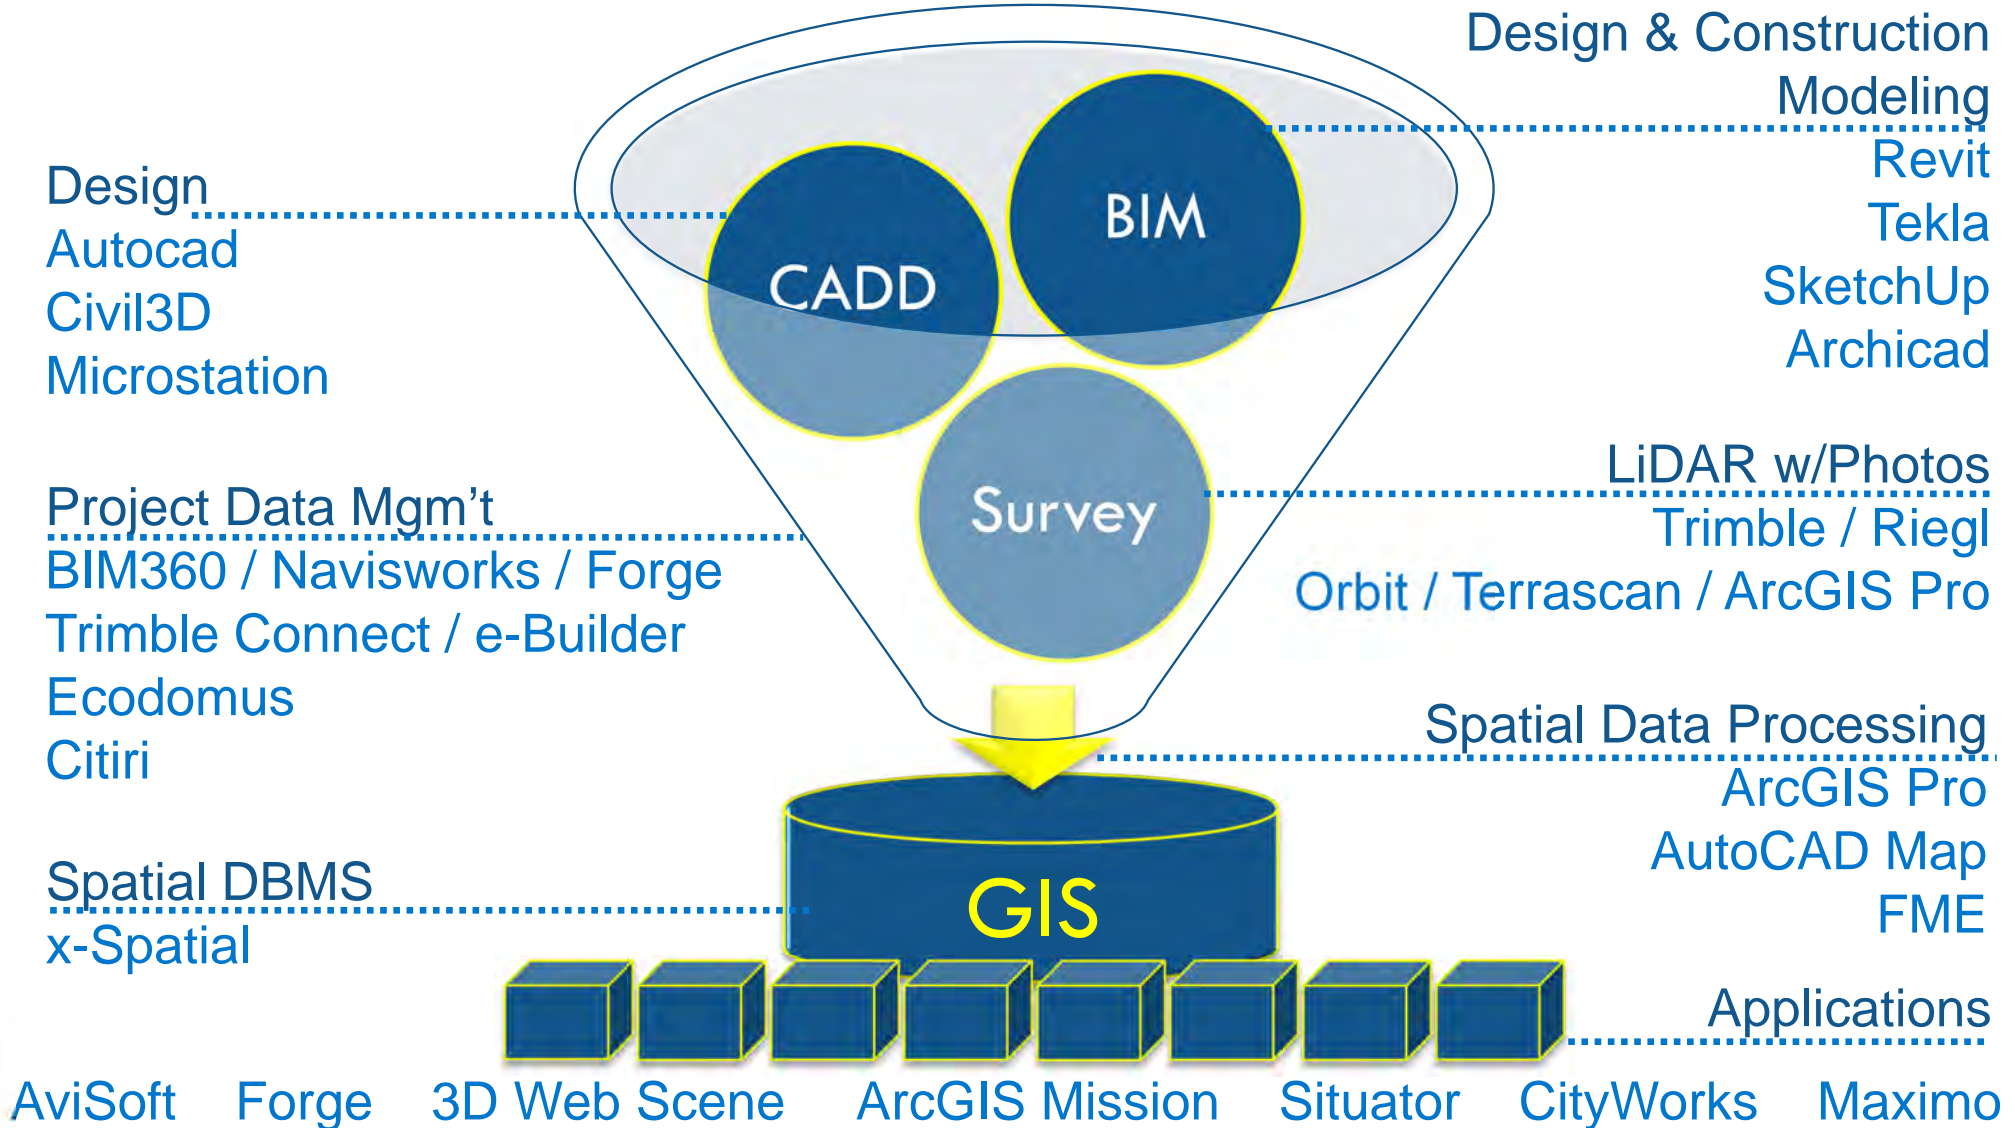 Design & Construction
Modeling
Revit
Tekla
SketchUp
Archicad
Design
Autocad
Civil3D
Microstation
CADD
BIM
Survey
Project Data Mgm’t
BIM360 / Navisworks / Forge
Trimble Connect / e-Builder
Ecodomus
Citiri
LiDAR w/Photos
Trimble / Riegl
Orbit / Terrascan / ArcGIS Pro
Spatial Data Processing
ArcGIS Pro
AutoCAD Map
FME
Spatial DBMS
x-Spatial
GIS
Applications
AviSoft Forge 3D Web Scene ArcGIS Mission Situator CityWorks Maximo